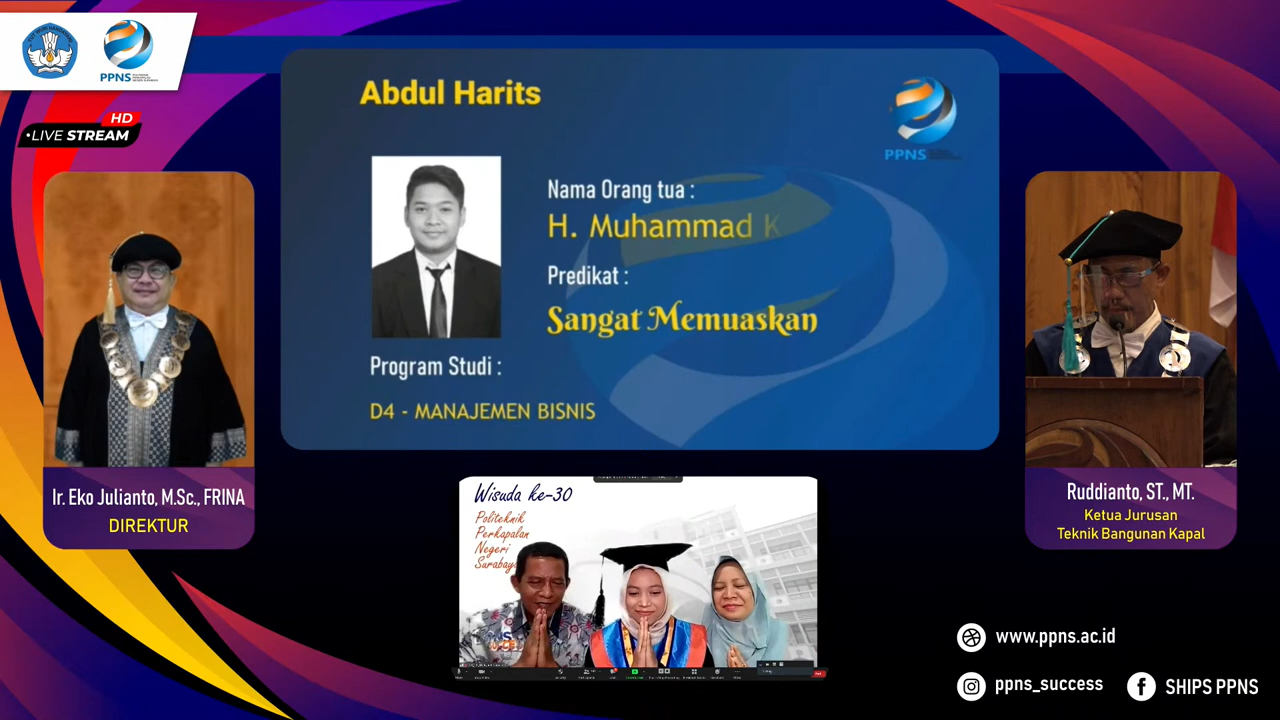 PPNS
HD
•LIVE STREAM
Abdul Harits
PPNS
Nama Orang tua :
H. Muhammad K
Predikat :
Sangat Memuaskan
Program Studi :
D4 - MANAJEMEN BISNIS
Ir. Eko Julianto, M.Sc., FRINA
DIREKTUR
Ruddianto, ST., MT.
Ketua Jurusan
Teknik Bangunan Kapal
Wisuda ke-30
Politeknik
Perkapalan
Negeri
Surabaya
www.ppns.ac.id
ppns_success
SHIPS PPNS